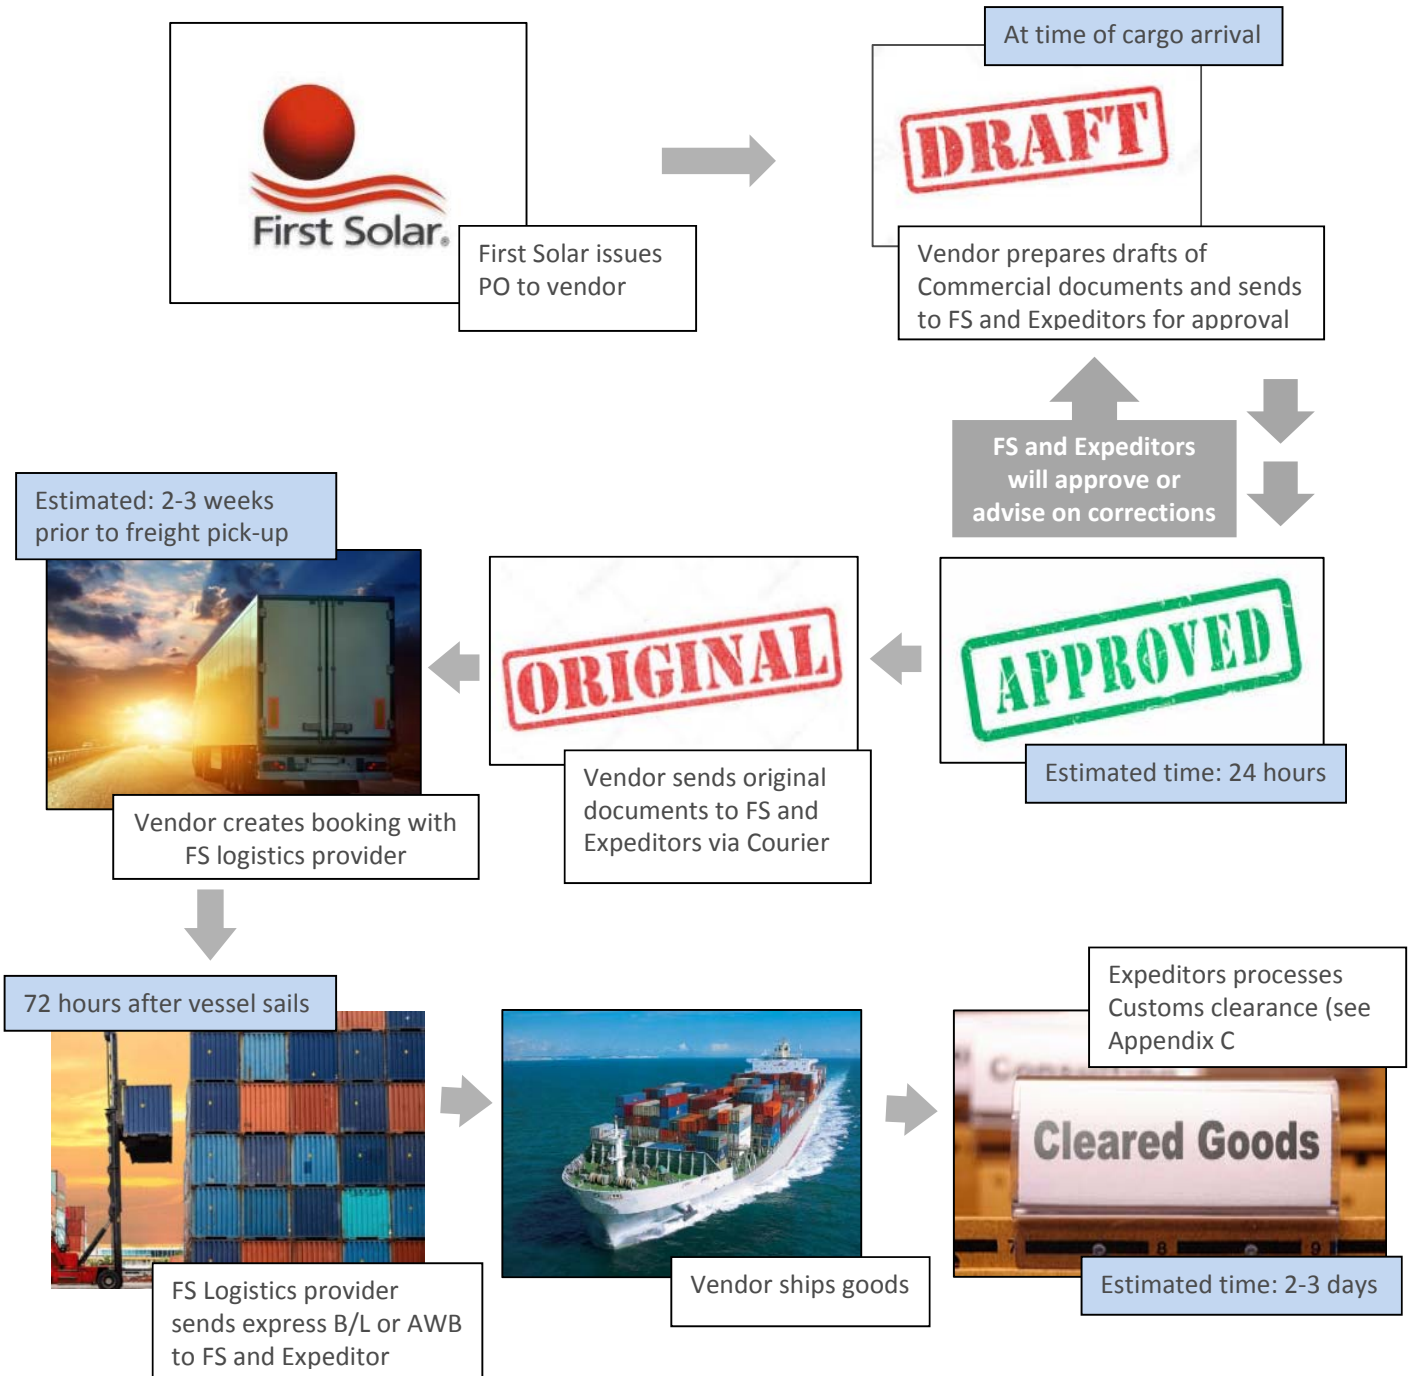 At time of cargo arrival
DRAFT
First Solar®
First Solar issues
PO to vendor
Vendor prepares drafts of
Commercial documents and sends
to FS and Expeditors for approval
FS and Expeditors
will approve or
advise on corrections
Estimated: 2-3 weeks
prior to freight pick-up
ORIGINAL
APPROVED
Vendor creates booking with
FS logistics provider
Vendor sends original
documents to FS and
Expeditors via Courier
Estimated time: 24 hours
72 hours after vessel sails
Expeditors processes
Customs clearance (see
Appendix C
Cleared Goods
7 8 9
FS Logistics provider
sends express B/L or AWB
to FS and Expeditor
Vendor ships goods
Estimated time: 2-3 days